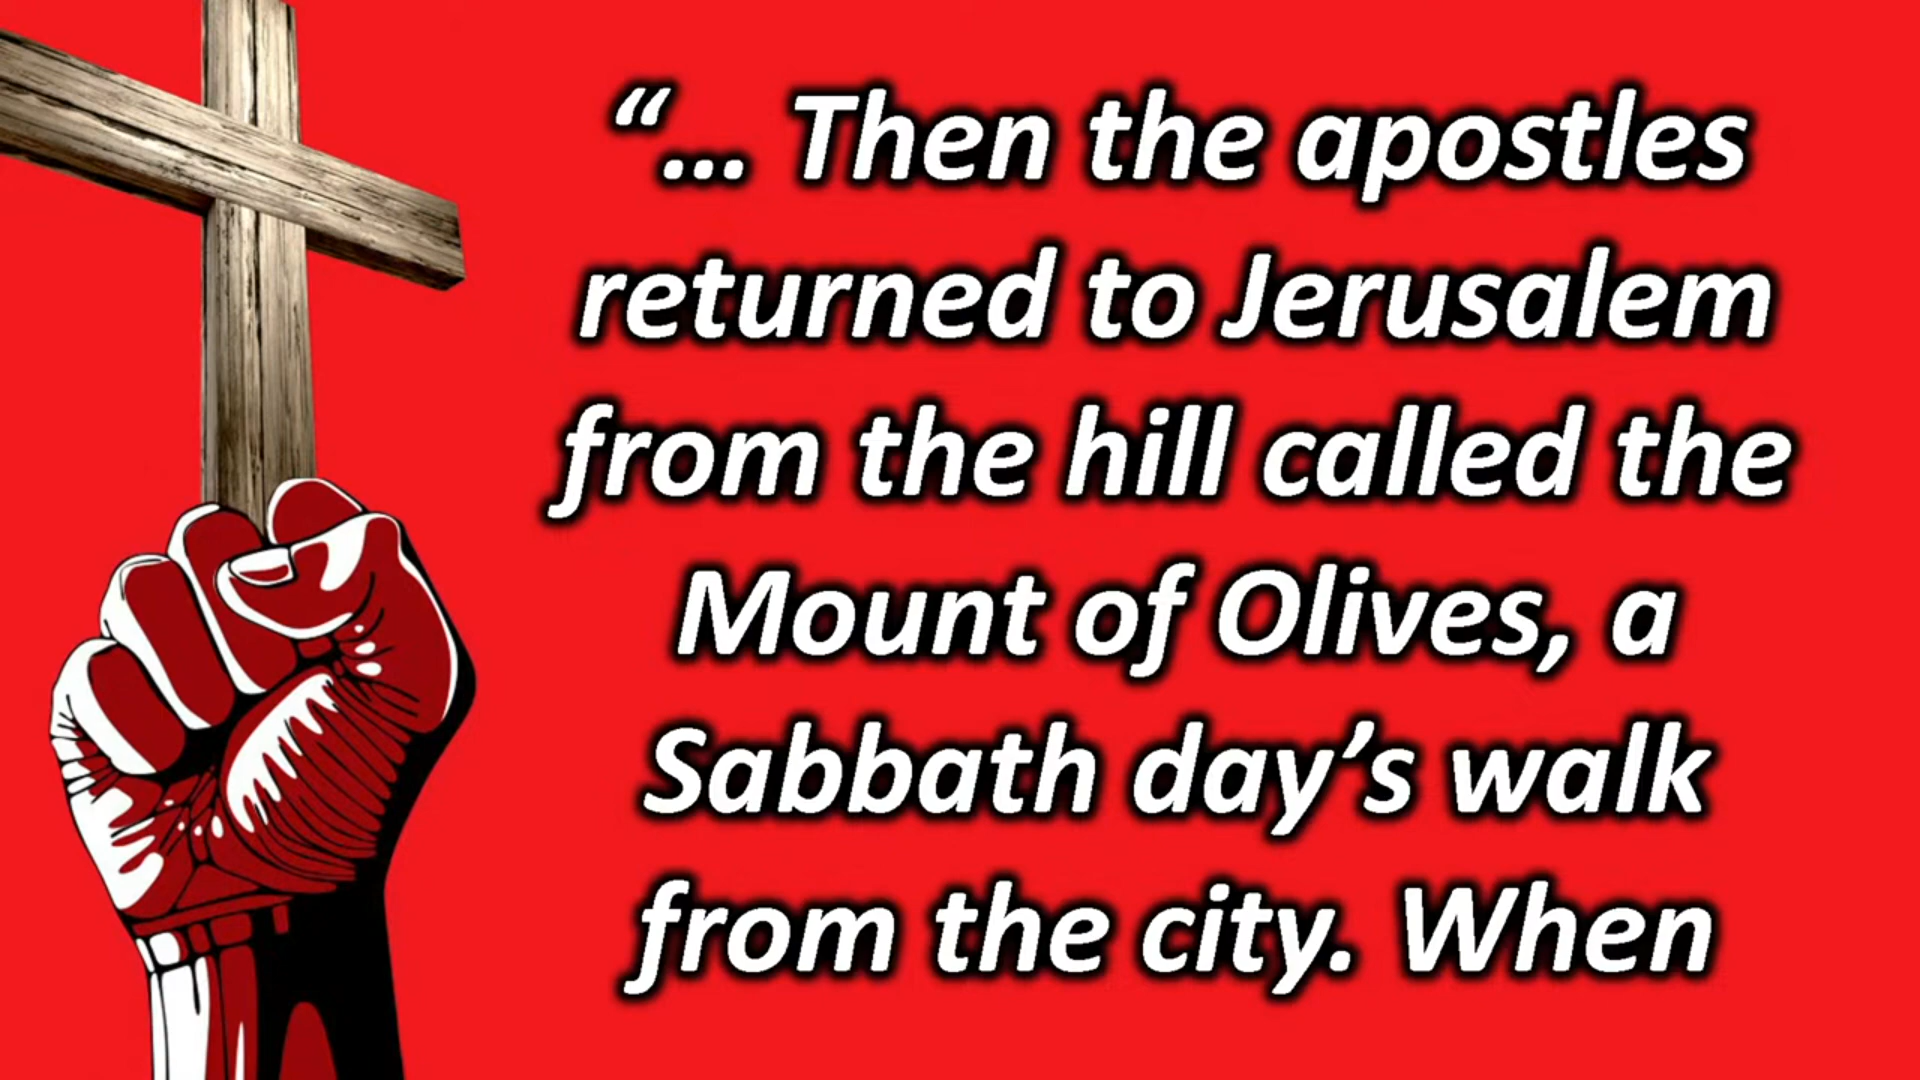 “... Then the apostles
returned to Jerusalem
from the hill called the
Mount of Olives, a
Sabbath day’s walk
from the city. When